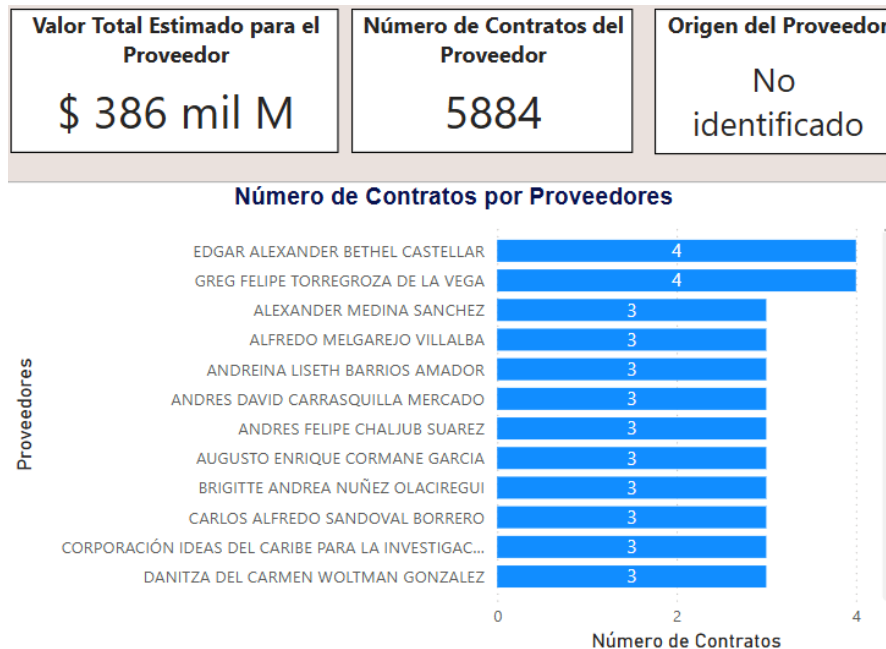 Valor Total Estimado para el
Proveedor
$ 386 mil M
Número de Contratos del
Proveedor
5884
Origen del Proveedor
No
identificado
Número de Contratos por Proveedores
Proveedores
EDGAR ALEXANDER BETHEL CASTELLAR 4
GREG FELIPE TORREGROZA DE LA VEGA 4
ALEXANDER MEDINA SANCHEZ 3
ALFREDO MELGAREJO VILLALBA 3
ANDREINA LISETH BARRIOS AMADOR 3
ANDRES DAVID CARRASQUILLA MERCADO 3
ANDRES FELIPE CHALJUB SUAREZ 3
AUGUSTO ENRIQUE CORMANE GARCIA 3
BRIGITTE ANDREA NUÑEZ OLACIREGUI 3
CARLOS ALFREDO SANDOVAL BORRERO 3
CORPORACIÓN IDEAS DEL CARIBE PARA LA INVESTIGAC... 3
DANITZA DEL CARMEN WOLTMAN GONZALEZ 3
0 2 4
Número de Contratos